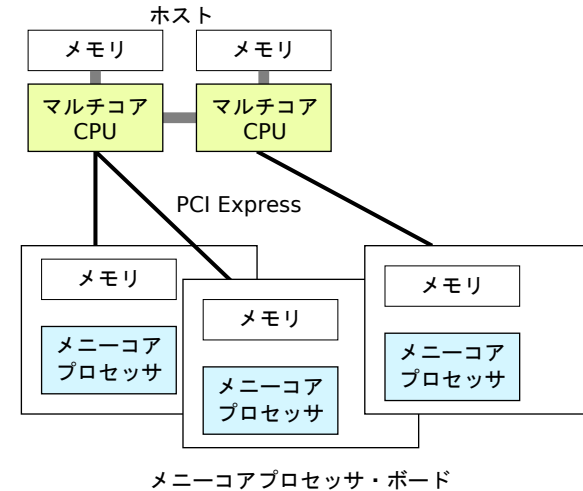 ホスト
メモリ
メモリ
マルチコア
CPU
マルチコア
CPU
PCI Express
メモリ
メニーコア
プロセッサ
メモリ
メニーコア
プロセッサ
メモリ
メニーコア
プロセッサ
メニーコアプロセッサ・ボード